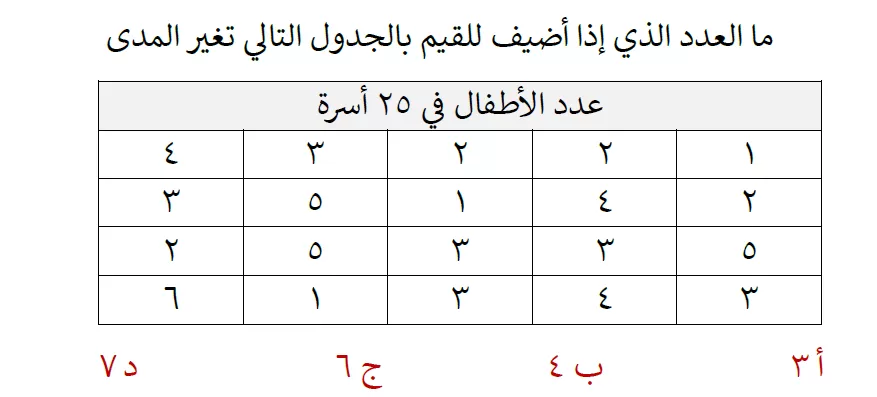 ما العدد الذي إذا أضيف للقيم بالجدول التالي تغير المدى
عدد الأطفال في ٢٥ أسرة
١ ٢ ٢ ٣ ٤
٢ ٤ ١ ٥ ٣
٥ ٣ ٣ ٥ ٢
٣ ٤ ٣ ١ ٦
أ ٣ ب ٤ ج ٦ د ٧